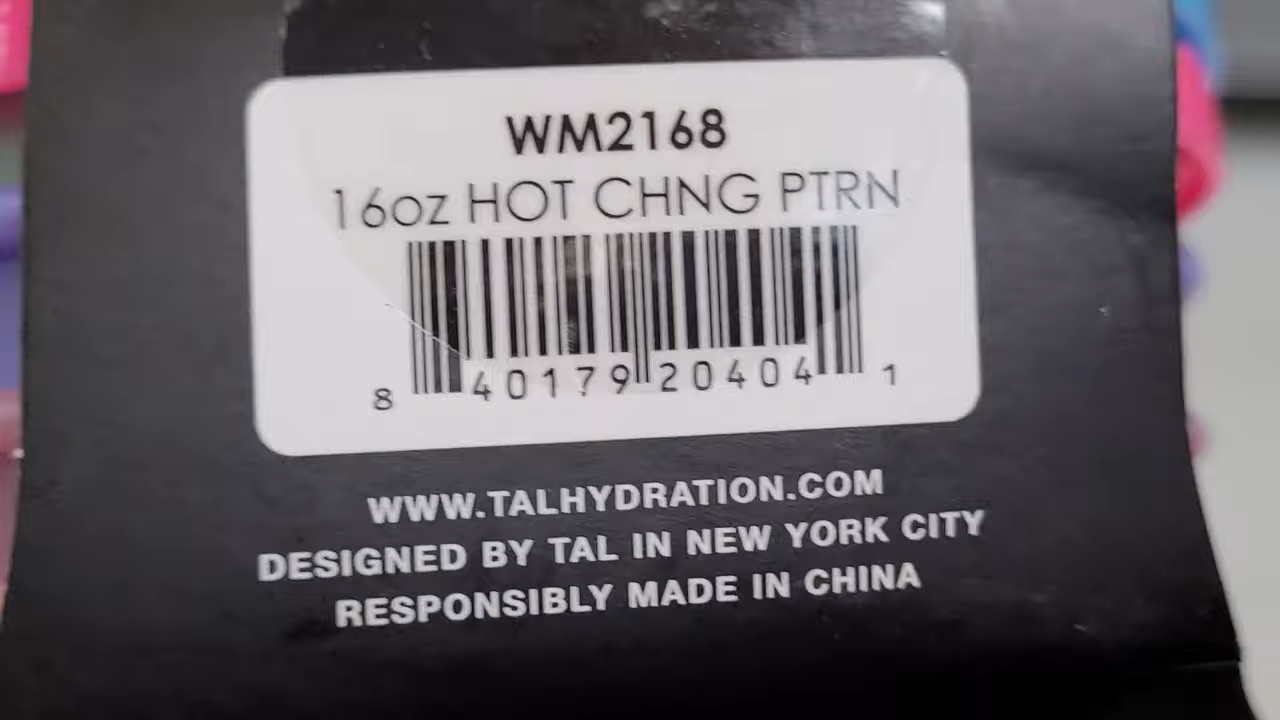 WM2168
16oz HOT CHNG PTRN
8 40179 20404 1
WWW.TALHYDRATION.COM
DESIGNED BY TAL IN NEW YORK CITY
RESPONSIBLY MADE IN CHINA